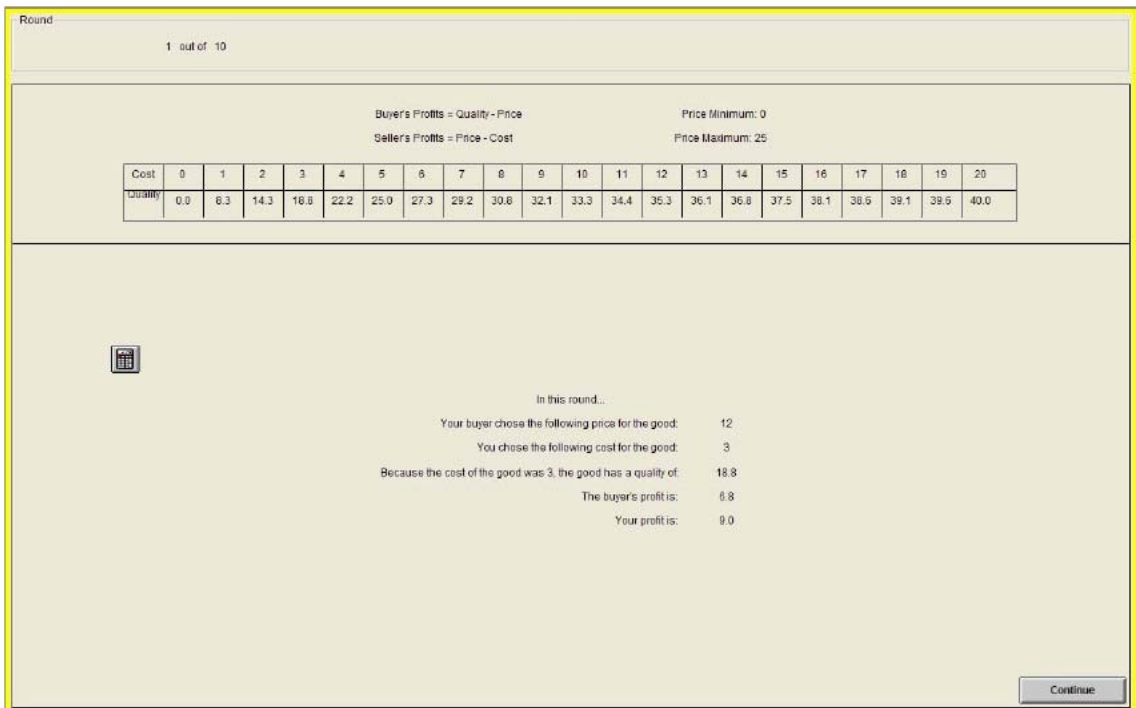 Round
1 out of 10
Buyer's Profits = Quality - Price Price Minimum: 0
Seller's Profits = Price - Cost Price Maximum: 25
Cost 0 1 2 3 4 5 6 7 8 9 10 11 12 13 14 15 16 17 18 19 20
Quality 0.0 8.3 14.3 18.8 22.2 25.0 27.3 29.2 30.8 32.1 33.3 34.4 35.3 36.1 36.8 37.5 38.1 38.6 39.1 39.6 40.0
In this round...
Your buyer chose the following price for the good: 12
You chose the following cost for the good: 3
Because the cost of the good was 3, the good has a quality of: 18.8
The buyer's profit is: 6.8
Your profit is: 9.0
Continue